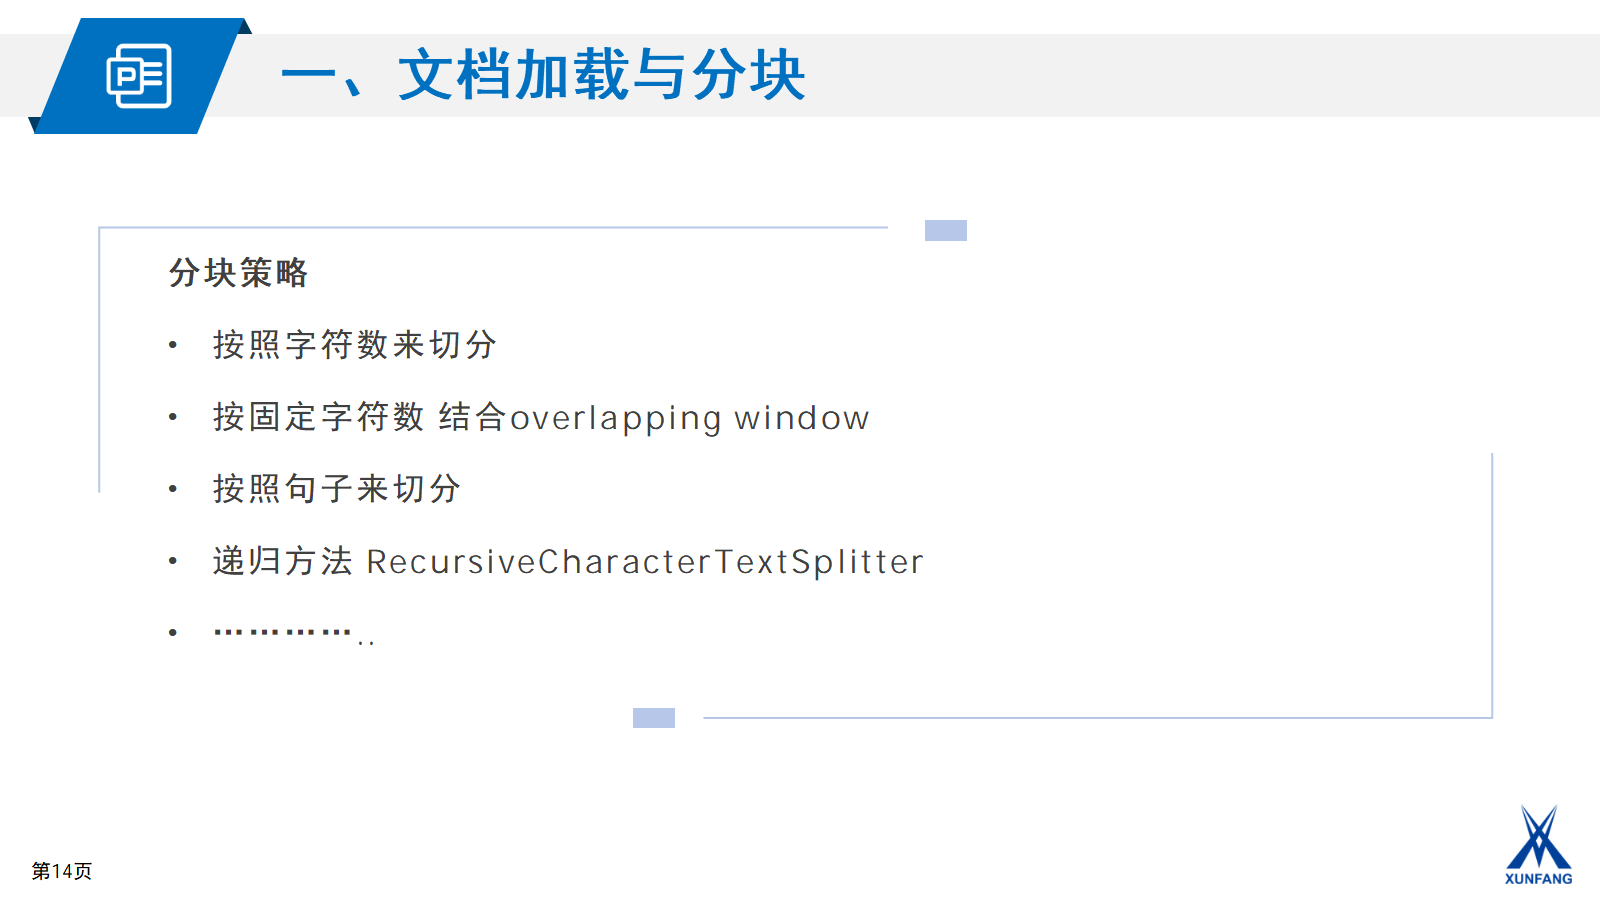 一、文档加载与分块
分块策略
• 按照字符数来切分
• 按固定字符数 结合overlapping window
• 按照句子来切分
• 递归方法 RecursiveCharacterTextSplitter
• …………..
第14页
XUNFANG